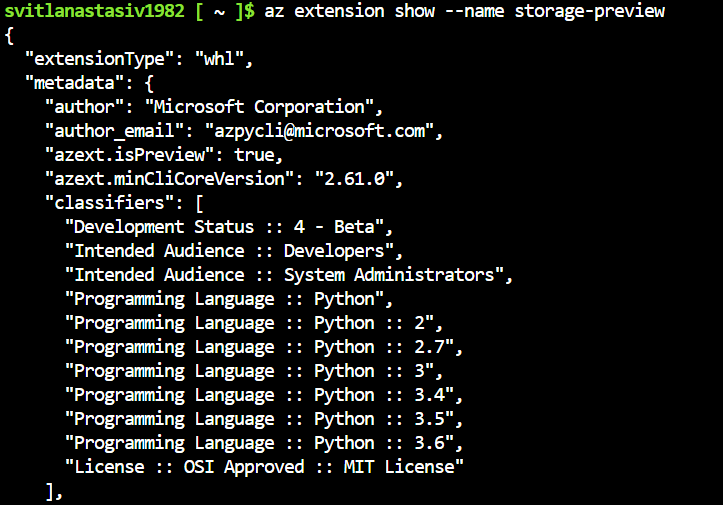 svitlanastasiv1982 [ ~ ]$ az extension show --name storage-preview
{
  "extensionType": "whl",
  "metadata": {
    "author": "Microsoft Corporation",
    "author_email": "azpycli@microsoft.com",
    "azext.isPreview": true,
    "azext.minCliCoreVersion": "2.61.0",
    "classifiers": [
      "Development Status :: 4 - Beta",
      "Intended Audience :: Developers",
      "Intended Audience :: System Administrators",
      "Programming Language :: Python",
      "Programming Language :: Python :: 2",
      "Programming Language :: Python :: 2.7",
      "Programming Language :: Python :: 3",
      "Programming Language :: Python :: 3.4",
      "Programming Language :: Python :: 3.5",
      "Programming Language :: Python :: 3.6",
      "License :: OSI Approved :: MIT License"
    ],